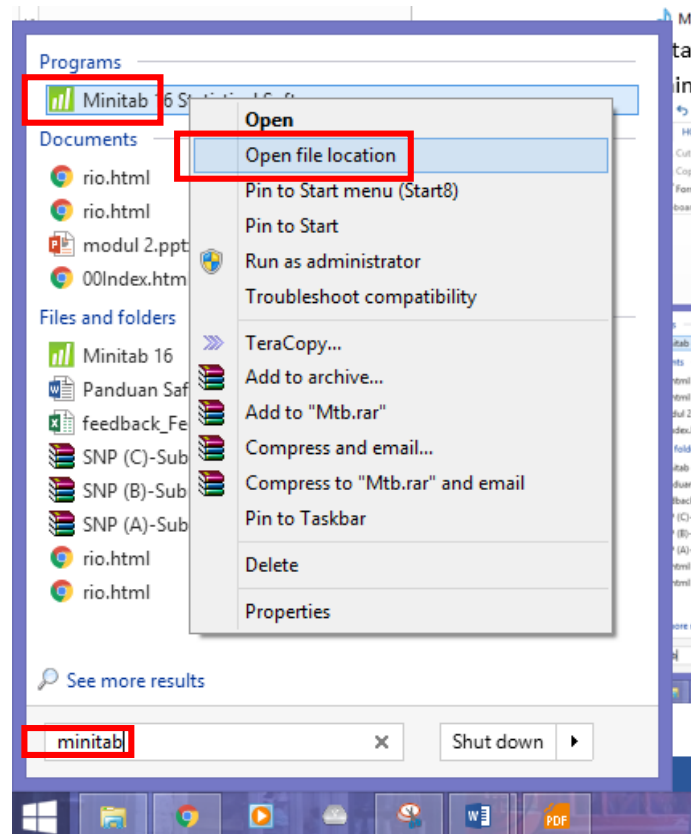 Programs
Minitab 16
Open
Documents
Open file location
rio.html
Pin to Start menu (Start8)
rio.html
Pin to Start
modul 2.ppt
Run as administrator
00Index.htm
Troubleshoot compatibility
Files and folders
TeraCopy...
Minitab 16
Add to archive...
Panduan Saf
Add to "Mtb.rar"
feedback_Fe
Compress and email...
SNP (C)-Sub
Compress to "Mtb.rar" and email
SNP (B)-Sub
Pin to Taskbar
SNP (A)-Sub
rio.html
Delete
rio.html
Properties
See more results
minitab
Shut down
PDF